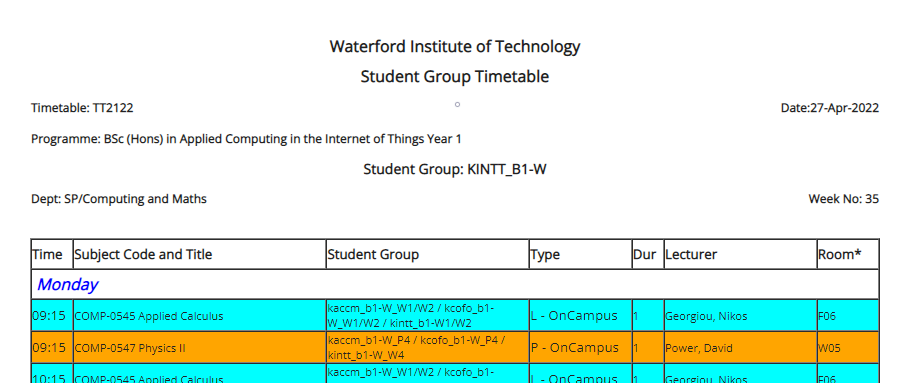 Waterford Institute of Technology
Student Group Timetable
Timetable: TT2122
Date:27-Apr-2022
Programme: BSc (Hons) in Applied Computing in the Internet of Things Year 1
Student Group: KINTT_B1-W
Dept: SP/Computing and Maths
Week No: 35
Time Subject Code and Title Student Group Type Dur Lecturer Room*
Monday
09:15 COMP-0545 Applied Calculus kaccm_b1-W_W1/W2 / kcofo_b1-
W_W1/W2 / kintt_b1-W1/W2 L - OnCampus 1 Georgiou, Nikos F06
09:15 COMP-0547 Physics II kaccm_b1-W_P4 / kcofo_b1-W_P4 /
kintt_b1-W_W4 P - OnCampus 1 Power, David W05
10:15 COMP-0545 Applied Calculus kaccm_b1-W_W1/W2 / kcofo_b1- L - OnCampus 1 Georgiou, Nikos F06